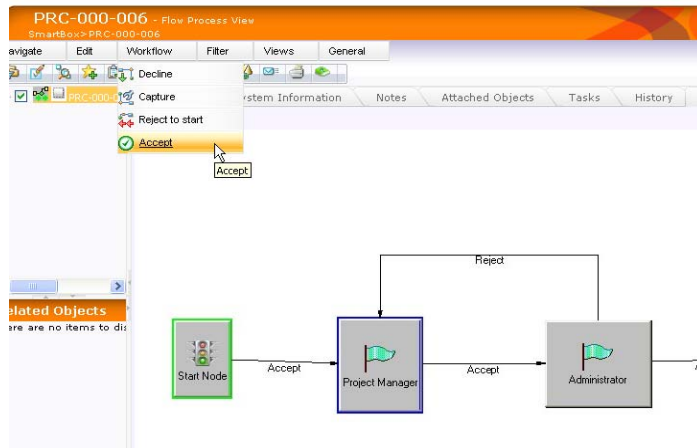 PRC-000-006 - Flow Process View
SmartBox> PRC-000-006
avigate Edit Workflow Filter Views General
Decline
Capture
Reject to start
Accept
Accept
PRC-000-0
stem Information Notes Attached Objects Tasks History
elated Objects
ere are no items to dis
Reject
Start Node
Accept
Project Manager
Accept
Administrator